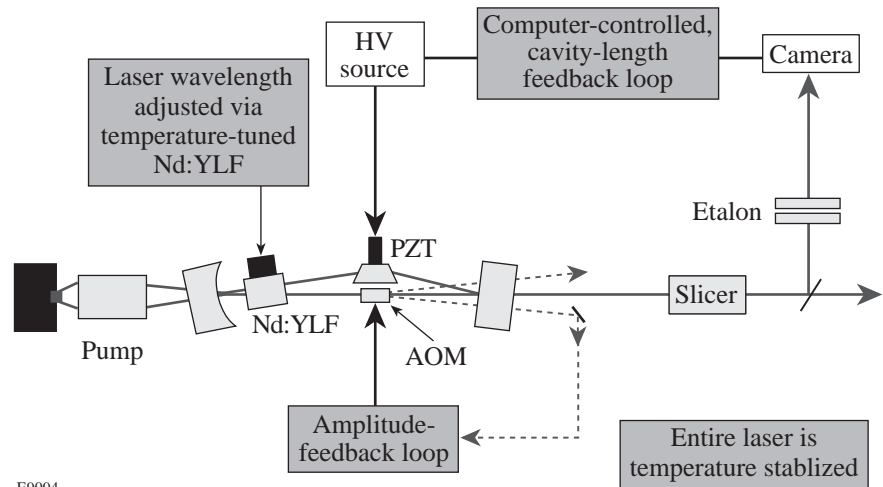 HV
source
Computer-controlled,
cavity-length
feedback loop
Camera
Laser wavelength
adjusted via
temperature-tuned
Nd:YLF
Etalon
PZT
Slicer
Nd:YLF
Pump
AOM
Amplitude-
feedback loop
Entire laser is
temperature stablized